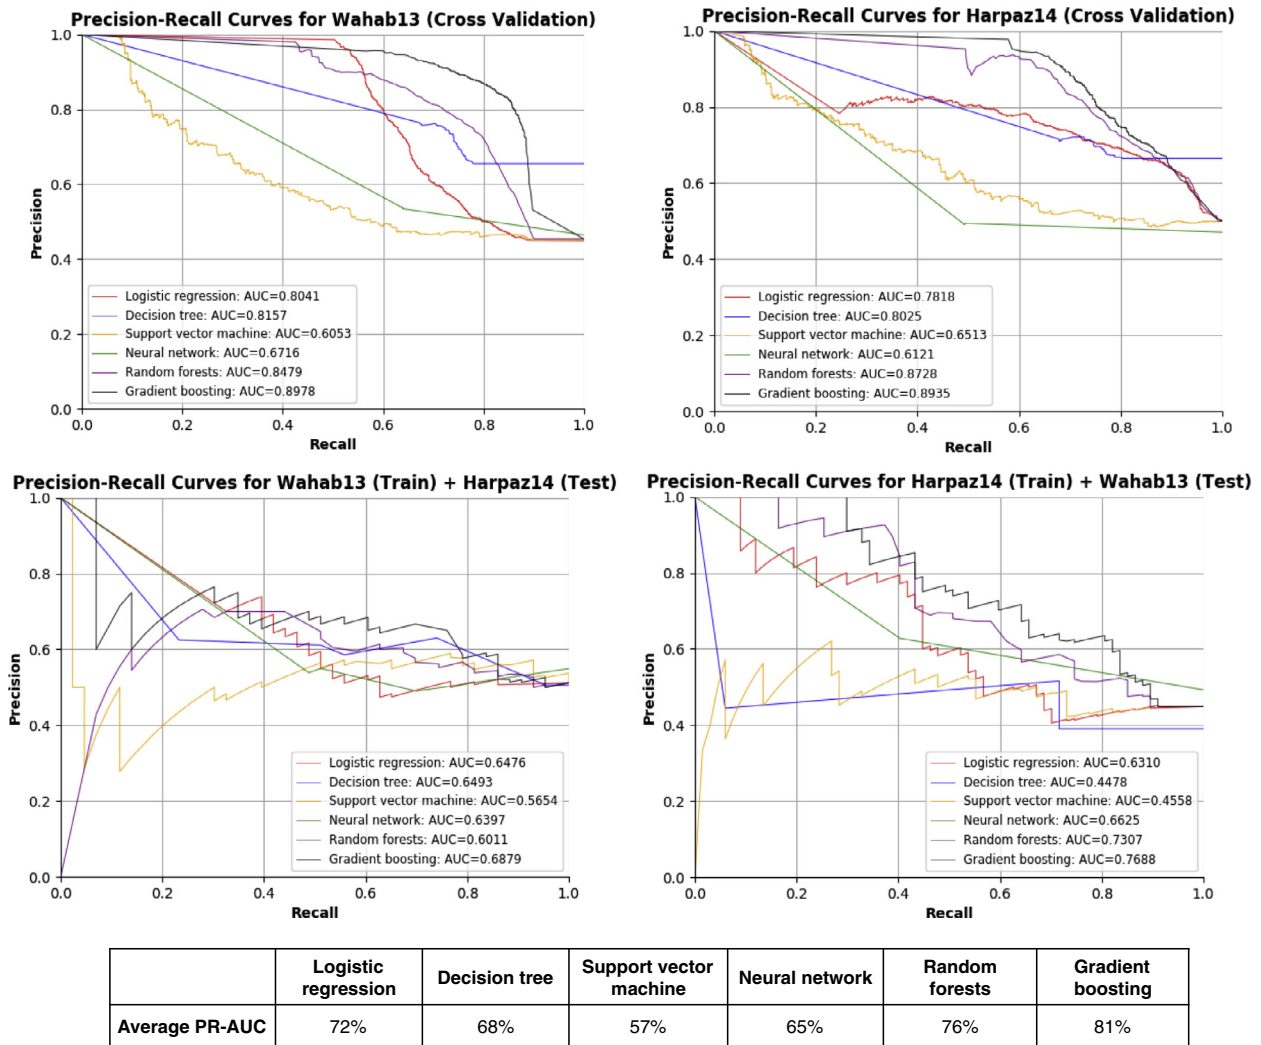 Precision-Recall Curves for Wahab13 (Cross Validation)
1.0
0.8
0.6
0.4
0.2
0.0
Precision
Logistic regression: AUC=0.8041
Decision tree: AUC=0.8157
Support vector machine: AUC=0.6053
Neural network: AUC=0.6716
Random forests: AUC=0.8479
Gradient boosting: AUC=0.8978
0.0 0.2 0.4 0.6 0.8 1.0
Recall
Precision-Recall Curves for Harpaz14 (Cross Validation)
1.0
0.8
0.6
0.4
0.2
0.0
Precision
Logistic regression: AUC=0.7818
Decision tree: AUC=0.8025
Support vector machine: AUC=0.6513
Neural network: AUC=0.6121
Random forests: AUC=0.8728
Gradient boosting: AUC=0.8935
0.0 0.2 0.4 0.6 0.8 1.0
Recall
Precision-Recall Curves for Wahab13 (Train) + Harpaz14 (Test)
1.0
0.8
0.6
0.4
0.2
0.0
Precision
Logistic regression: AUC=0.6476
Decision tree: AUC=0.6493
Support vector machine: AUC=0.5654
Neural network: AUC=0.6397
Random forests: AUC=0.6011
Gradient boosting: AUC=0.6879
0.0 0.2 0.4 0.6 0.8 1.0
Recall
Precision-Recall Curves for Harpaz14 (Train) + Wahab13 (Test)
1.0
0.8
0.6
0.4
0.2
0.0
Precision
Logistic regression: AUC=0.6310
Decision tree: AUC=0.4478
Support vector machine: AUC=0.4558
Neural network: AUC=0.6625
Random forests: AUC=0.7307
Gradient boosting: AUC=0.7688
0.0 0.2 0.4 0.6 0.8 1.0
Recall
Logistic regression
Decision tree
Support vector machine
Neural network
Random forests
Gradient boosting
Average PR-AUC 72% 68% 57% 65% 76% 81%